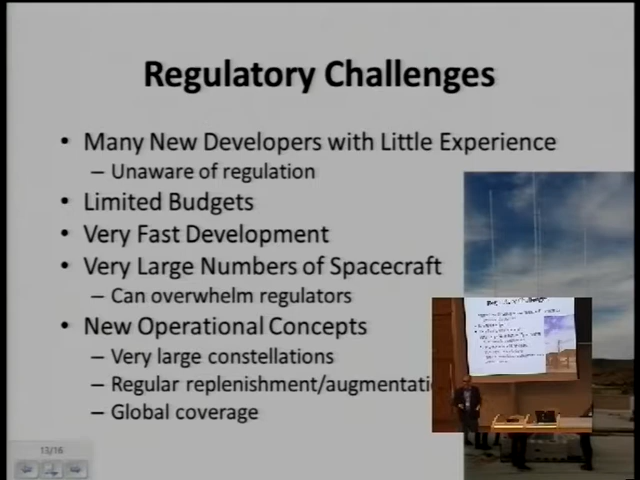 Regulatory Challenges
• Many New Developers with Little Experience
– Unaware of regulation
• Limited Budgets
• Very Fast Development
• Very Large Numbers of Spacecraft
– Can overwhelm regulators
• New Operational Concepts
– Very large constellations
– Regular replenishment/augmentati
– Global coverage
13/16